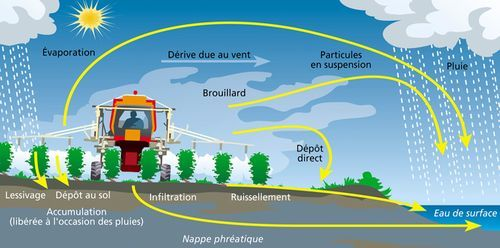 Évaporation
Dérive due au vent
Particules
en suspension
Pluie
Brouillard
Dépôt
direct
Lessivage
Dépôt au sol
Infiltration
Ruissellement
Eau de surface
Accumulation
(libérée à l'occasion des pluies)
Nappe phréatique